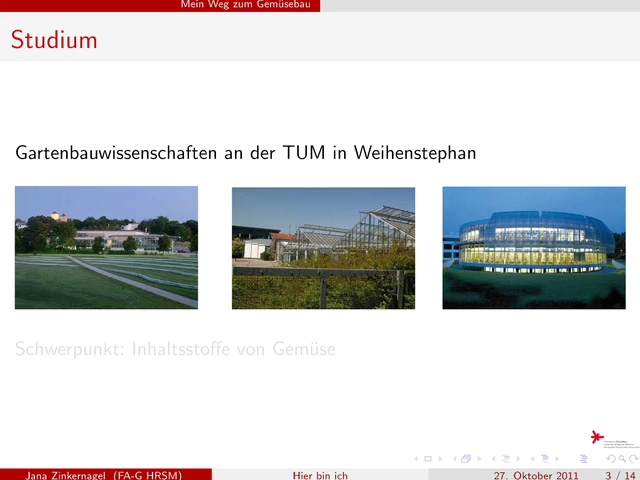 Mein Weg zum Gemüsebau
Studium
Gartenbauwissenschaften an der TUM in Weihenstephan
Schwerpunkt: Inhaltsstoffe von Gemüse
Jana Zinkernagel (FA-G HRSM)
Hier bin ich
27. Oktober 2011
3 / 14